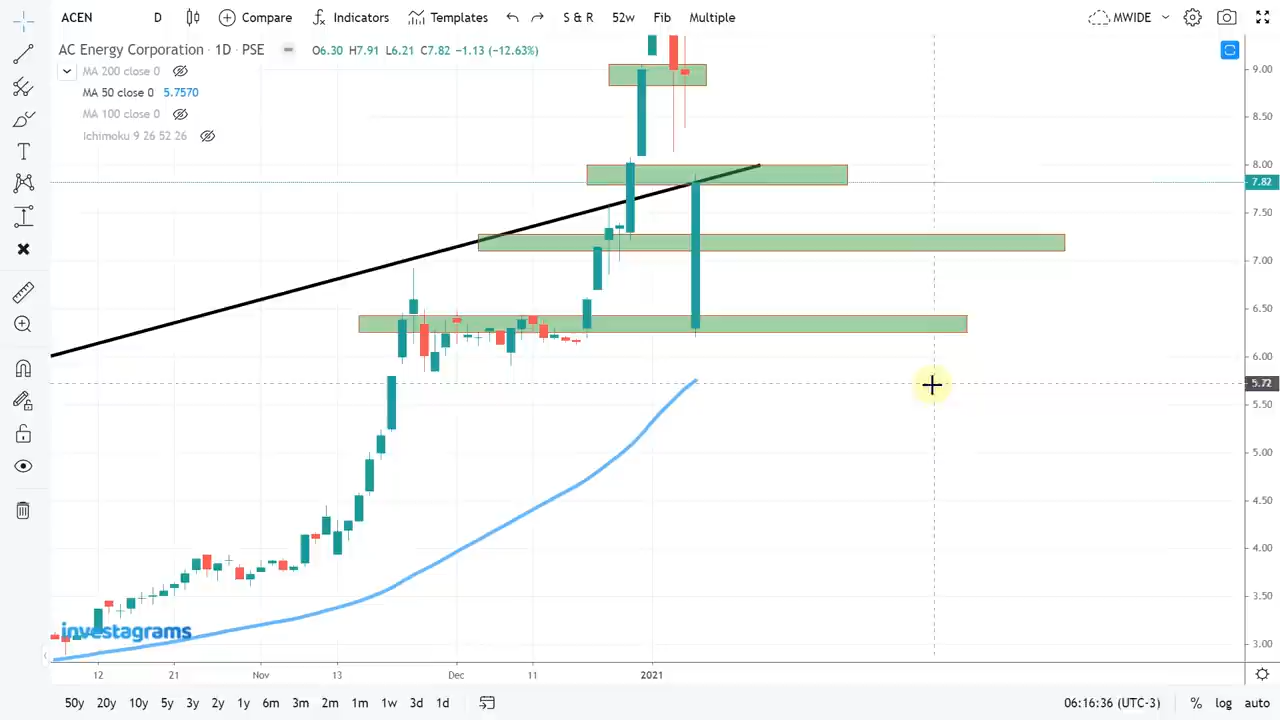 ACEN D Compare Indicators Templates S & R 52w Fib Multiple MWIDE
AC Energy Corporation · 1D · PSE O6.30 H7.91 L6.21 C7.82 −1.13 (−12.63%)
MA 200 close 0
MA 50 close 0 5.7570
MA 100 close 0
Ichimoku 9 26 52 26
9.00
8.50
8.00
7.82
7.50
7.00
6.50
6.00
5.72
5.50
5.00
4.50
4.00
3.50
3.00
investagrams
12 21 Nov 13 Dec 11 2021
50y 20y 10y 5y 3y 2y 1y 6m 3m 2m 1m 1w 3d 1d 06:16:36 (UTC-3) % log auto